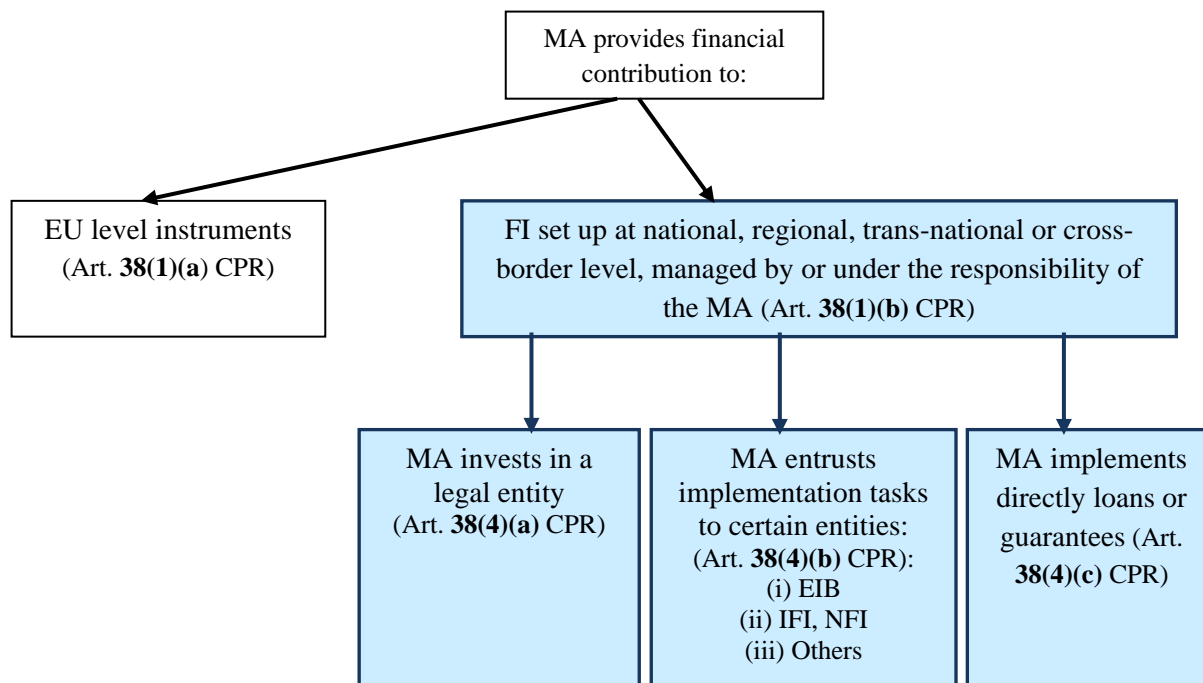 MA provides financial
contribution to:
EU level instruments
(Art. 38(1)(a) CPR)
FI set up at national, regional, trans-national or cross-
border level, managed by or under the responsibility of
the MA (Art. 38(1)(b) CPR)
MA invests in a
legal entity
(Art. 38(4)(a) CPR)
MA entrusts
implementation tasks
to certain entities:
(Art. 38(4)(b) CPR):
(i) EIB
(ii) IFI, NFI
(iii) Others
MA implements
directly loans or
guarantees (Art.
38(4)(c) CPR)